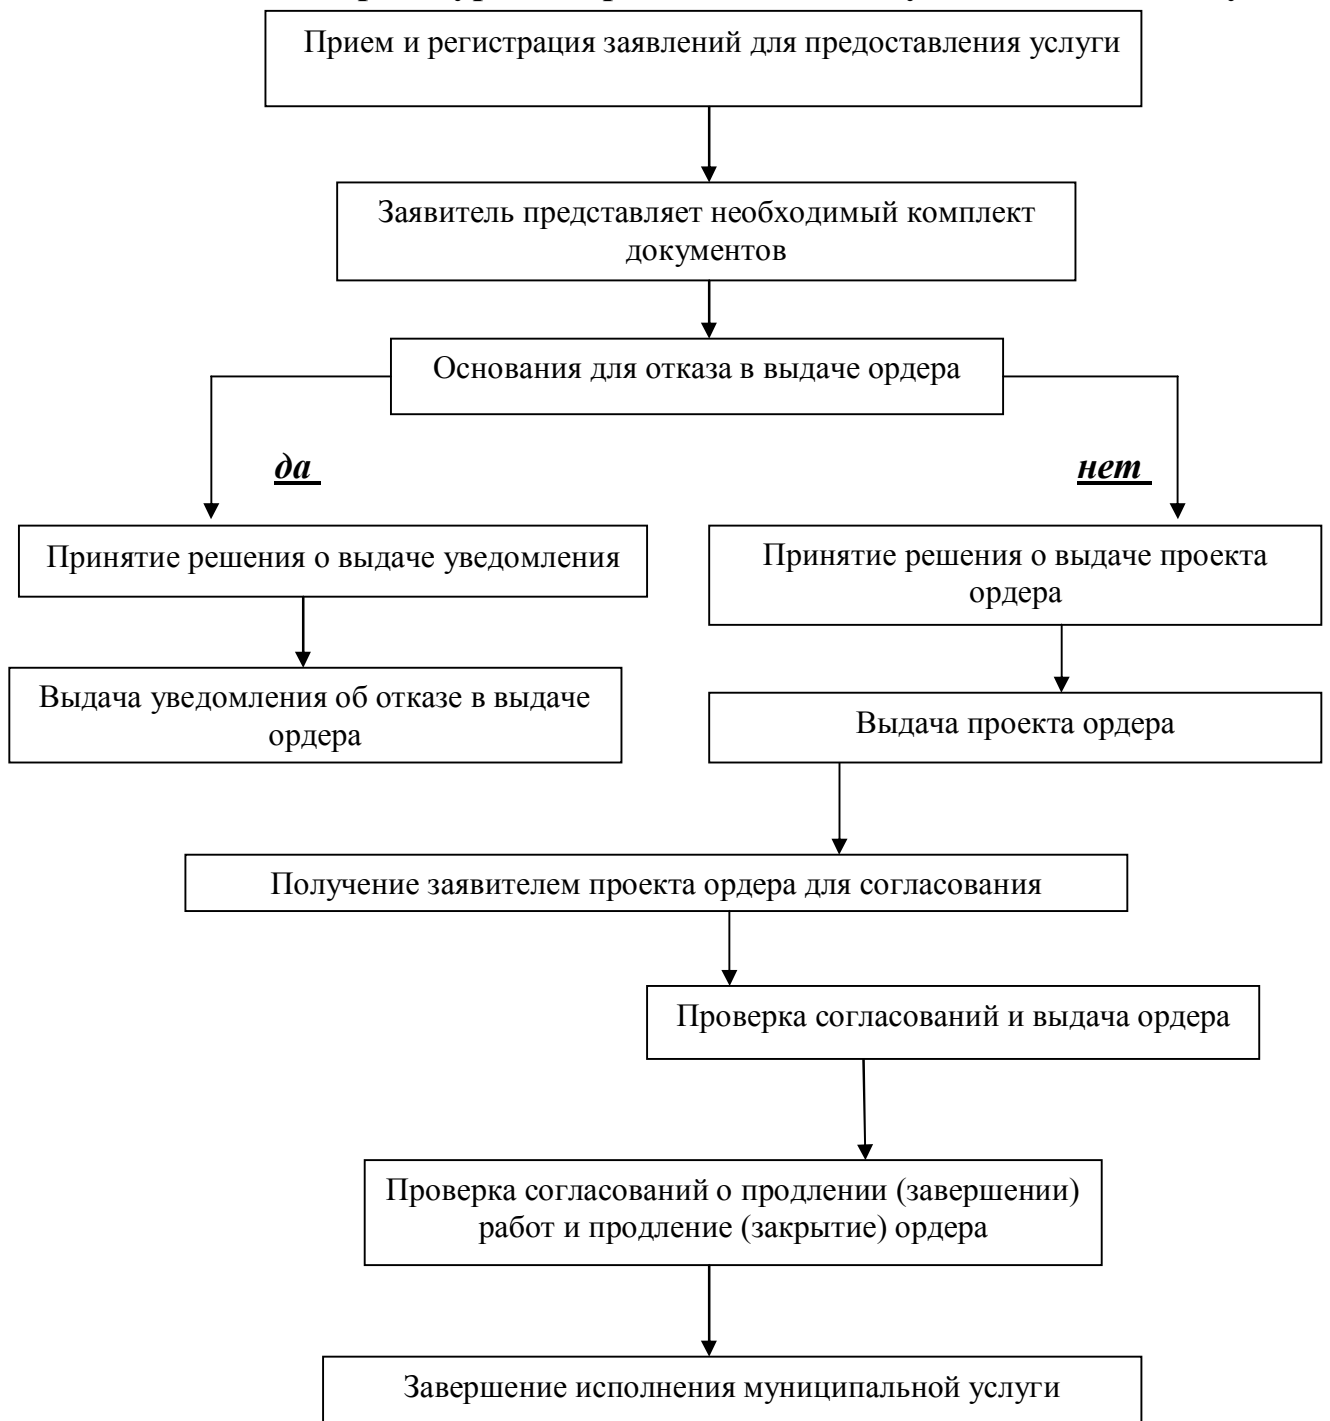 Прием и регистрация заявлений для предоставления услуги
Заявитель представляет необходимый комплект
документов
Основания для отказа в выдаче ордера
да
нет
Принятие решения о выдаче уведомления
Принятие решения о выдаче проекта
ордера
Выдача уведомления об отказе в выдаче
ордера
Выдача проекта ордера
Получение заявителем проекта ордера для согласования
Проверка согласований и выдача ордера
Проверка согласований о продлении (завершении)
работ и продление (закрытие) ордера
Завершение исполнения муниципальной услуги